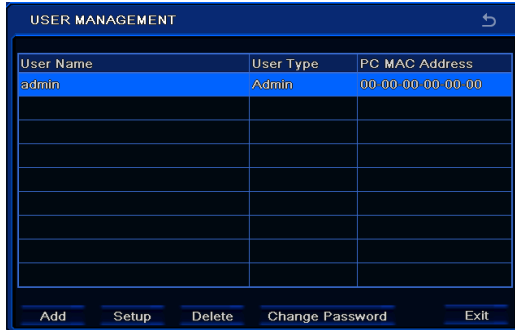 USER MANAGEMENT
User Name User Type PC MAC Address
admin Admin 00-00-00-00-00-00
Add Setup Delete Change Password Exit